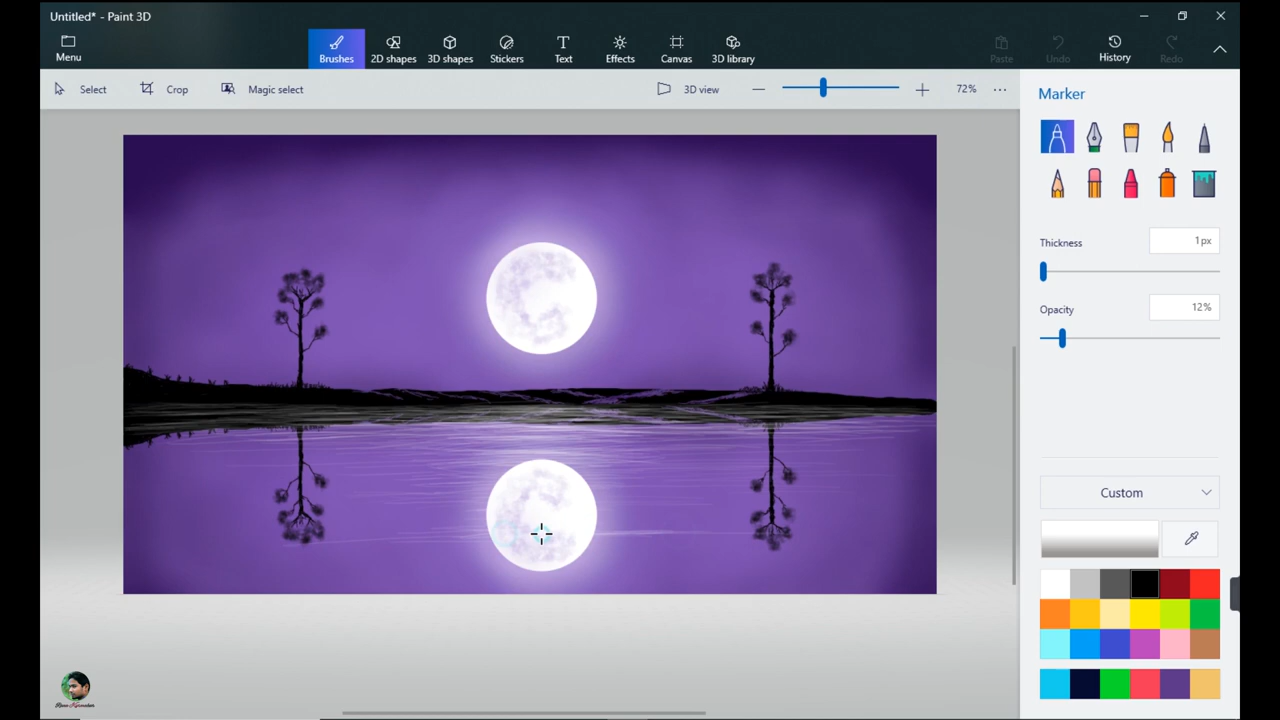 Untitled* - Paint 3D
Menu
Brushes
2D shapes
3D shapes
Stickers
Text
Effects
Canvas
3D library
Paste
Undo
History
Redo
Select
Crop
Magic select
3D view
72%
Marker
Thickness
1px
Opacity
12%
Custom